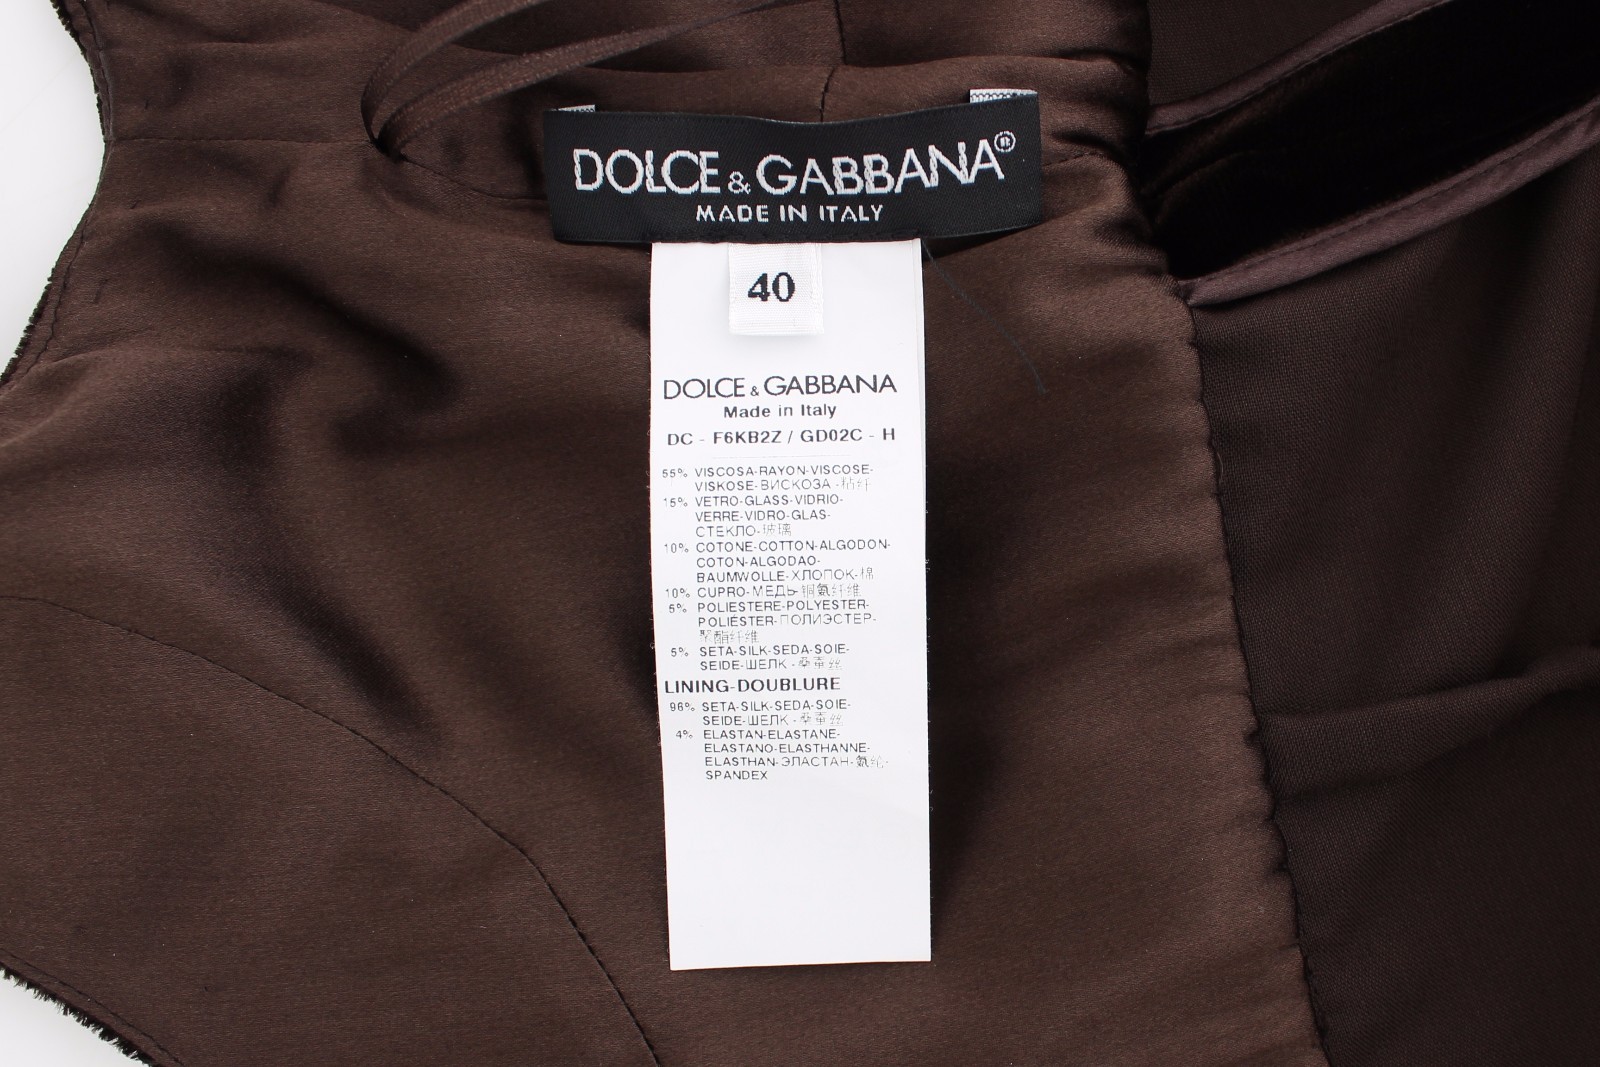 DOLCE & GABBANA®
MADE IN ITALY
40
DOLCE & GABBANA
Made in Italy
DC - F6KB2Z / GD02C - H
55% VISCOSA-RAYON-VISCOSE-
VISKOSE-ВИСКОЗА -粘纤
15% VETRO-GLASS-VIDRIO-
VERRE-VIDRO-GLAS-
СТЕКЛО-玻璃
10% COTONE-COTTON-ALGODON-
COTON-ALGODAO-
BAUMWOLLE-ХЛОПОК-棉
10% CUPRO-МЕДЬ-铜氨纤维
5% POLIESTERE-POLYESTER-
POLIÉSTER-ПОЛИЭСТЕР-
聚酯纤维
5% SETA-SILK-SEDA-SOIE-
SEIDE-ШЕЛК -桑蚕丝
LINING-DOUBLURE
96% SETA-SILK-SEDA-SOIE-
SEIDE-ШЕЛК -桑蚕丝
4% ELASTAN-ELASTANE-
ELASTANO-ELASTHANNE-
ELASTHAN-ЭЛАСТАН-氨纶-
SPANDEX